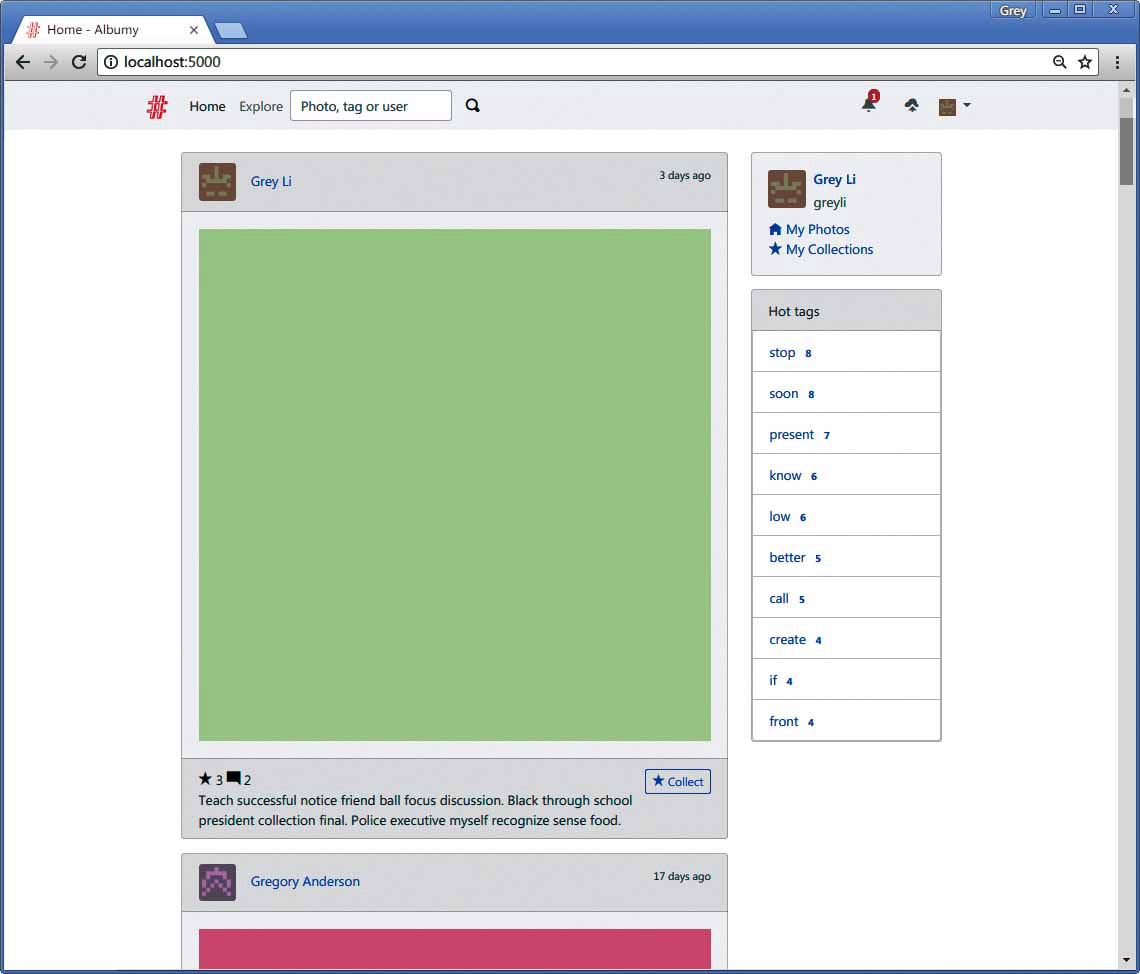 Grey
Home - Albumy
localhost:5000
# Home Explore Photo, tag or user
1
Grey Li
3 days ago
Grey Li
greyli
My Photos
My Collections
Hot tags
stop 8
soon 8
present 7
know 6
low 6
better 5
call 5
create 4
if 4
front 4
3 2
Collect
Teach successful notice friend ball focus discussion. Black through school
president collection final. Police executive myself recognize sense food.
Gregory Anderson
17 days ago